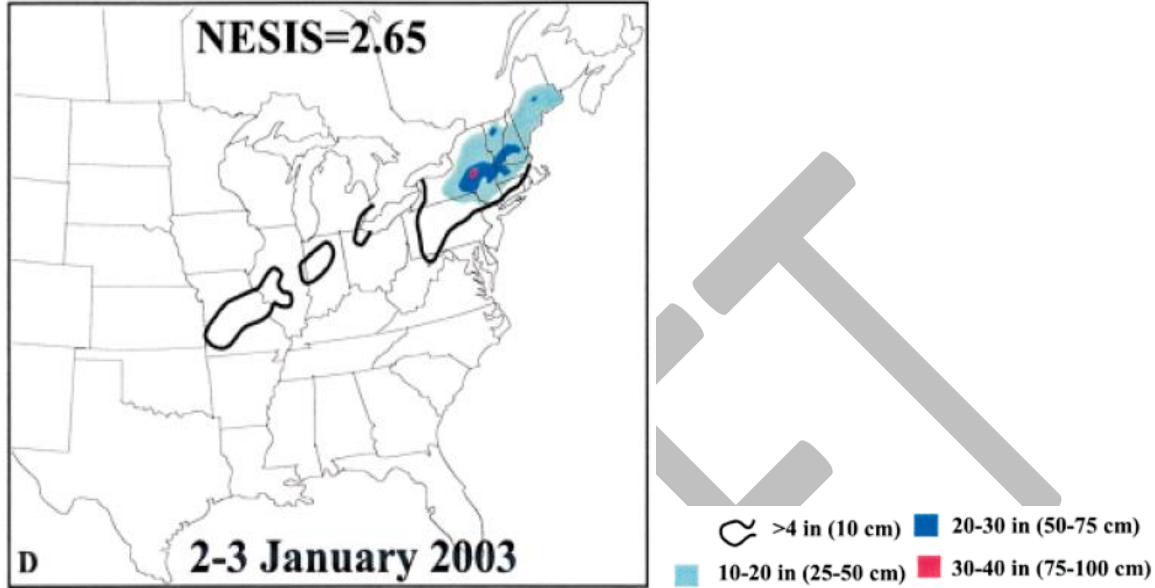 NESIS=2.65
D
2-3 January 2003
>4 in (10 cm)
20-30 in (50-75 cm)
10-20 in (25-50 cm)
30-40 in (75-100 cm)